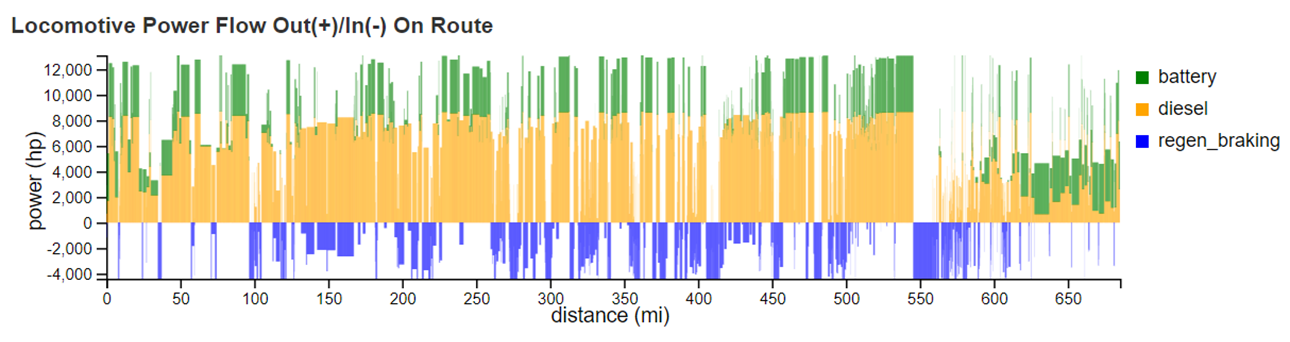 Locomotive Power Flow Out(+)/In(-) On Route
power (hp)
12,000
10,000
8,000
6,000
4,000
2,000
0
-2,000
-4,000
0 50 100 150 200 250 300 350 400 450 500 550 600 650
distance (mi)
battery
diesel
regen_braking